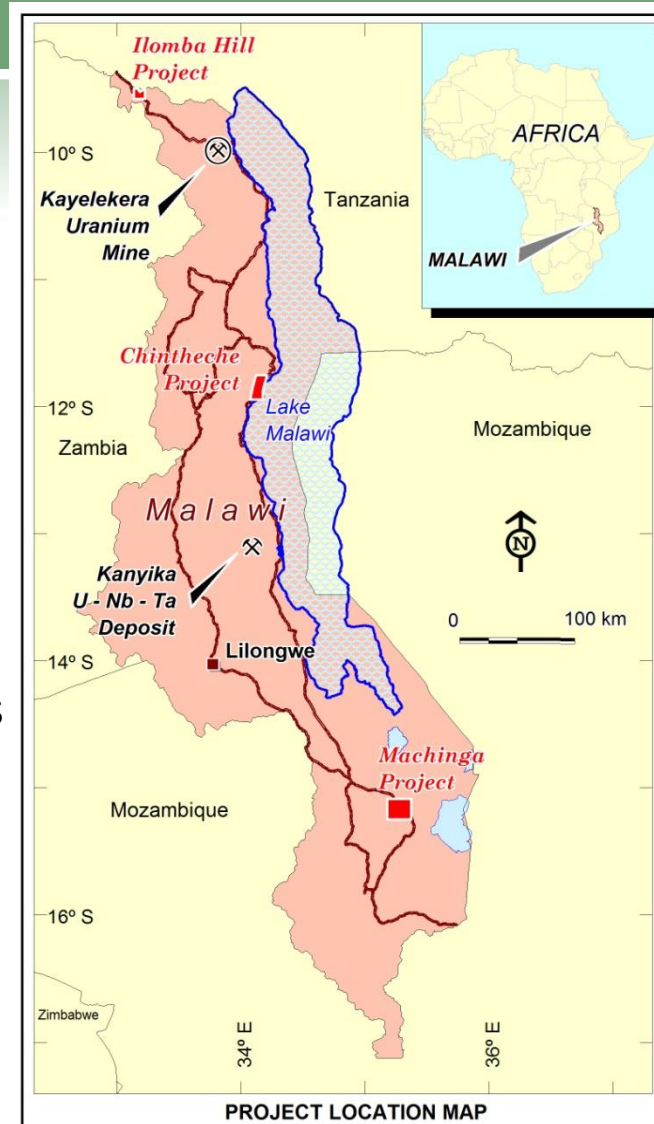 Ilomba Hill
Project
10° S
Kayelekera
Uranium
Mine
Tanzania
AFRICA
MALAWI
Chintheche
Project
12° S
Lake
Malawi
Zambia
Mozambique
Malawi
N
Kanyika
U - Nb - Ta
Deposit
0 100 km
14° S
Lilongwe
s
Machinga
Project
Mozambique
16° S
Zimbabwe
34° E
36° E
PROJECT LOCATION MAP